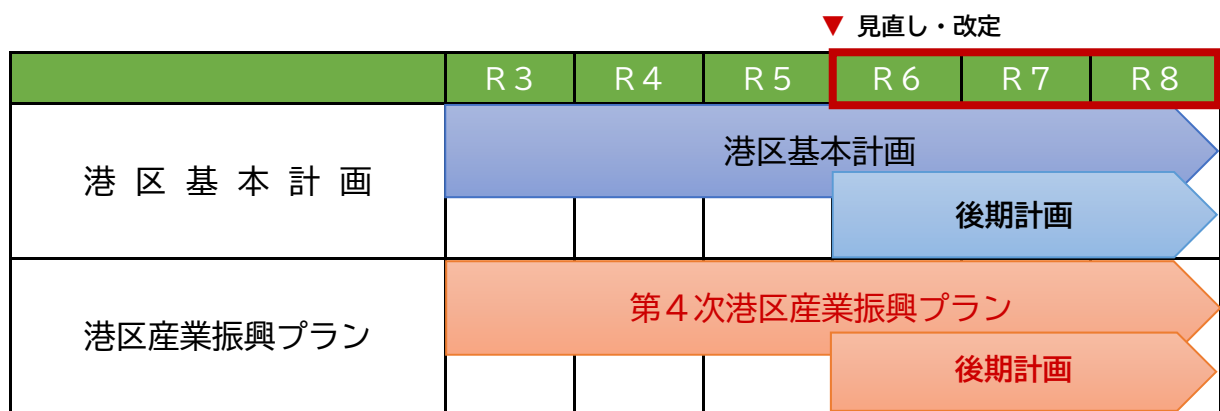 ▼ 見直し・改定
R3 R4 R5 R6 R7 R8
港区基本計画
港区基本計画
後期計画
港区産業振興プラン
第4次港区産業振興プラン
後期計画